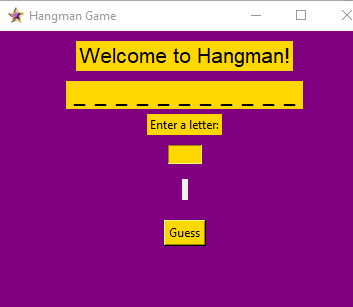 Hangman Game
Welcome to Hangman!
_ _ _ _ _ _ _ _ _ _ _
Enter a letter:
Guess